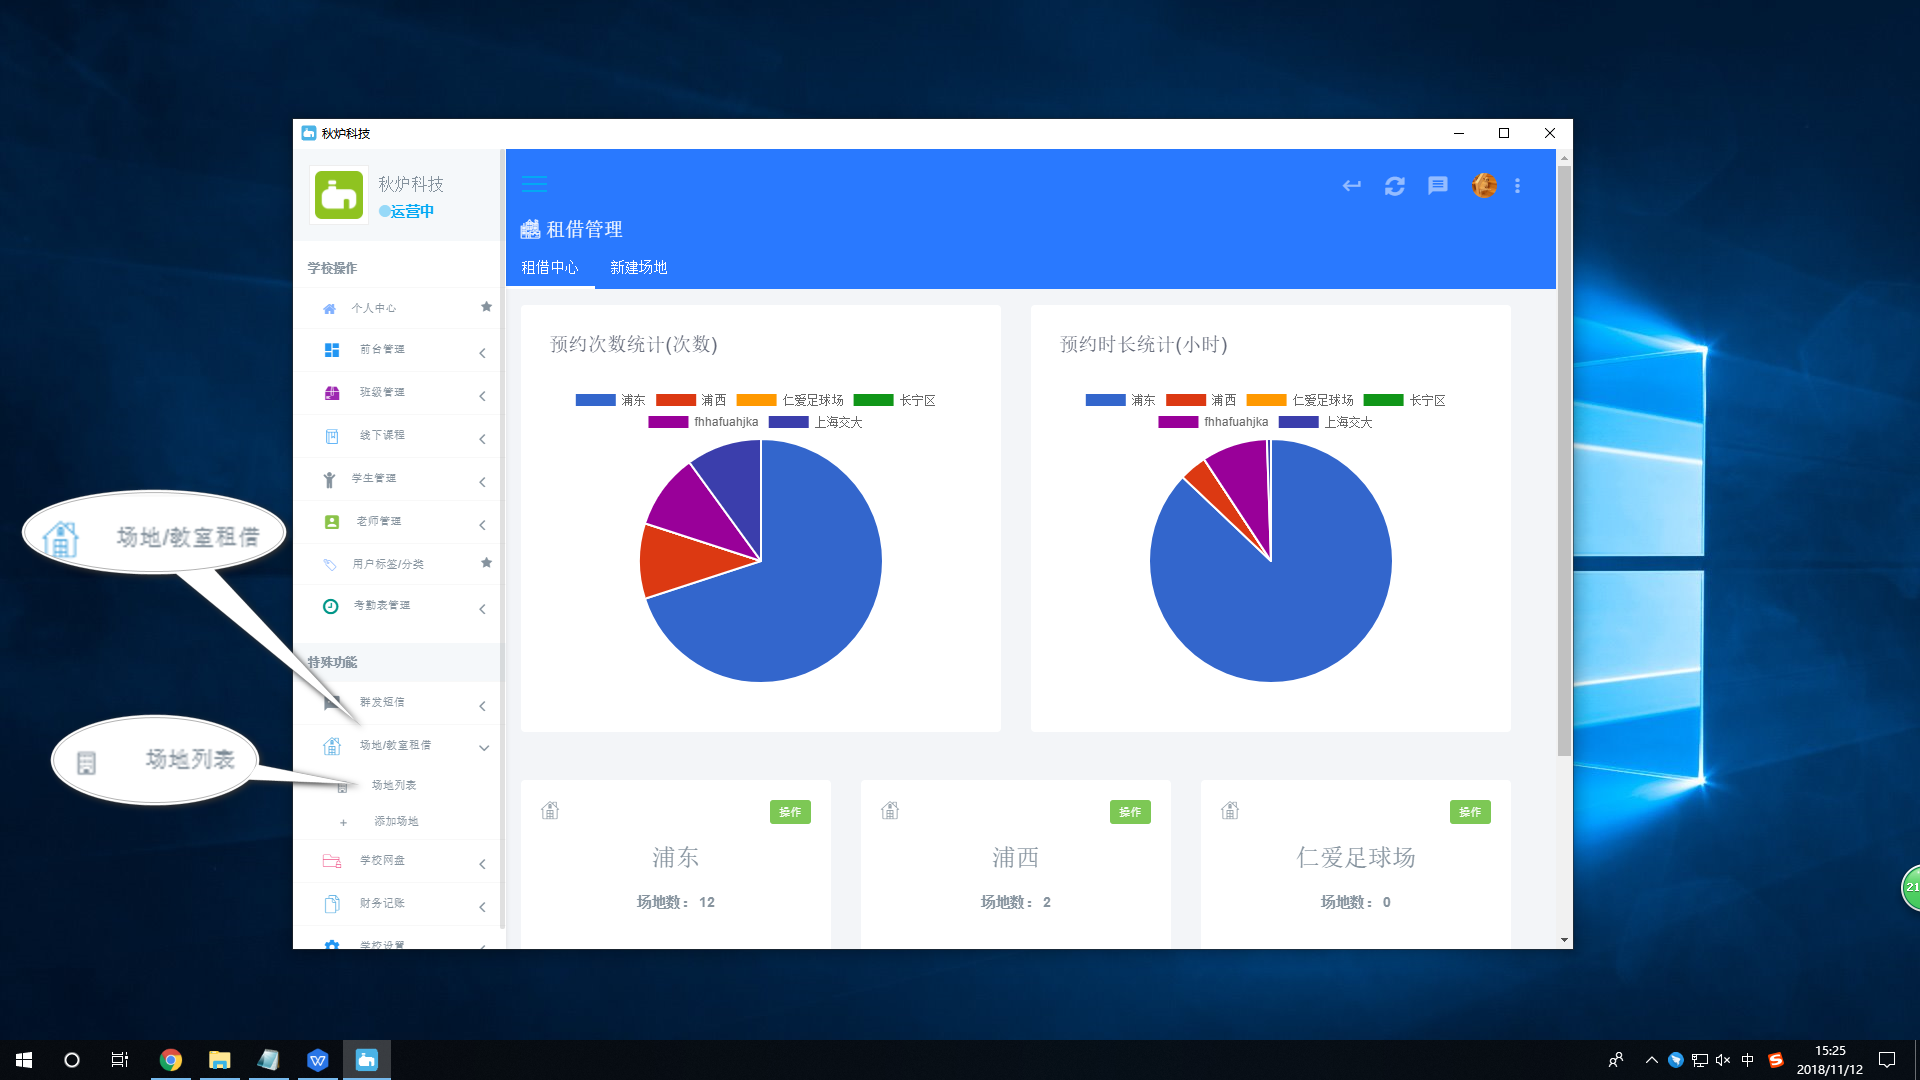 秋炉科技
秋炉科技
运营中
学校操作
个人中心
前台管理
班级管理
线下课程
学生管理
老师管理
用户标签/分类
考勤表管理
特殊功能
群发短信
场地/教室租借
场地列表
+ 添加场地
学校网盘
财务记账
学校设置
场地/教室租借
场地列表
租借管理
租借中心 新建场地
预约次数统计(次数)
浦东 浦西 仁爱足球场 长宁区
fhhafuahjka 上海交大
预约时长统计(小时)
浦东 浦西 仁爱足球场 长宁区
fhhafuahjka 上海交大
操作
浦东
场地数： 12
操作
浦西
场地数： 2
操作
仁爱足球场
场地数： 0
21
中
15:25
2018/11/12